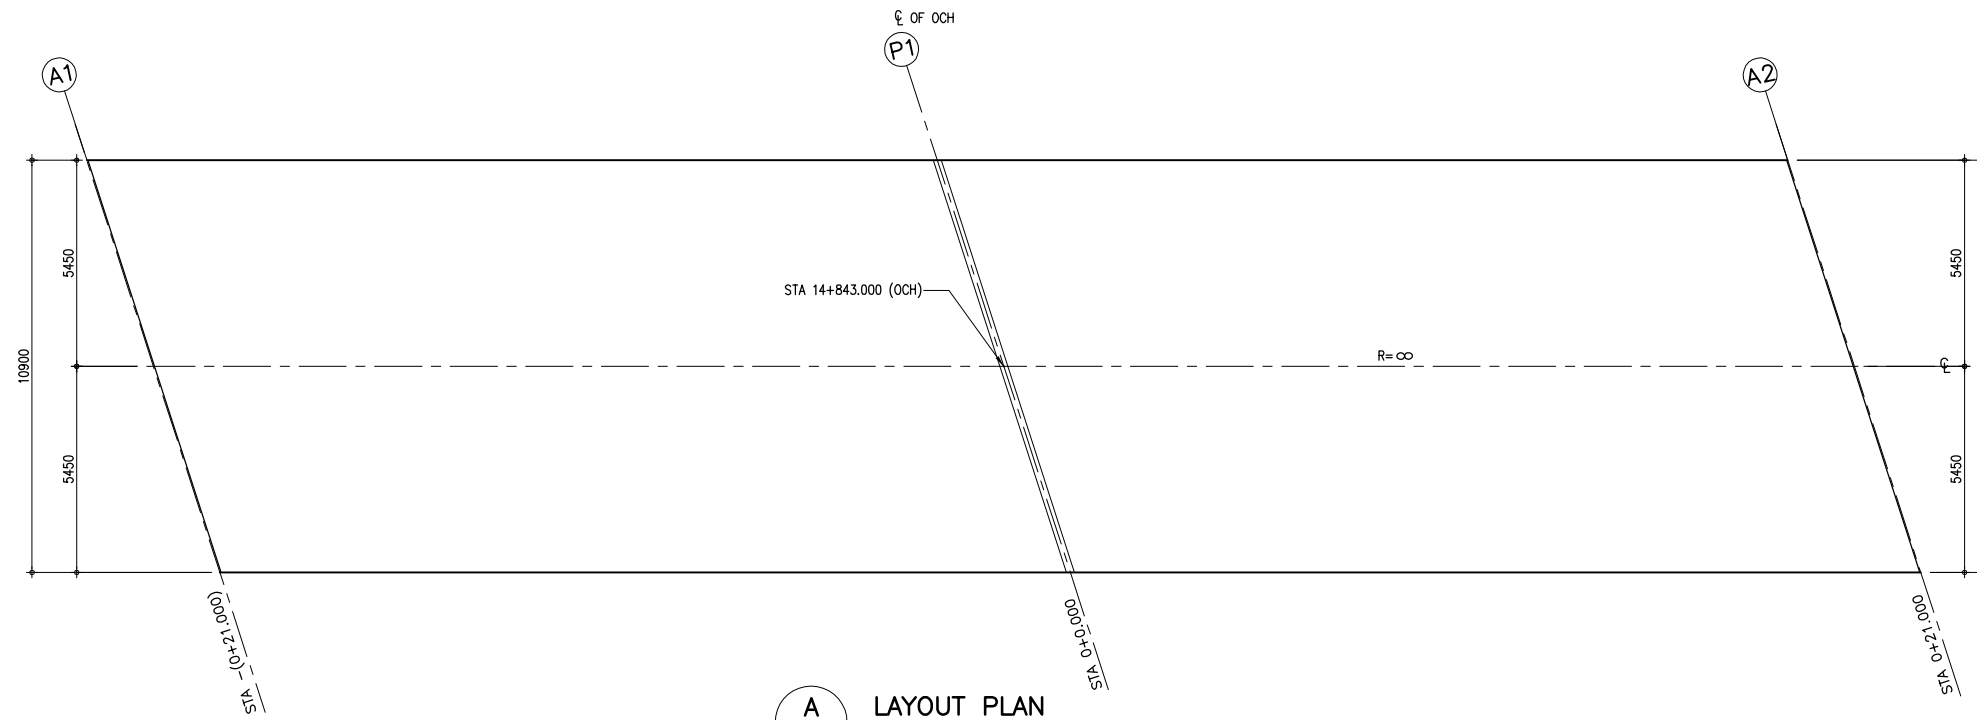 ℄ OF OCH
A1
P1
A2
5450
5450
STA 14+843.000 (OCH)
10900
R=∞
℄
5450
5450
STA -(0+21.000)
STA 0+0.000
STA 0+21.000
A
LAYOUT PLAN